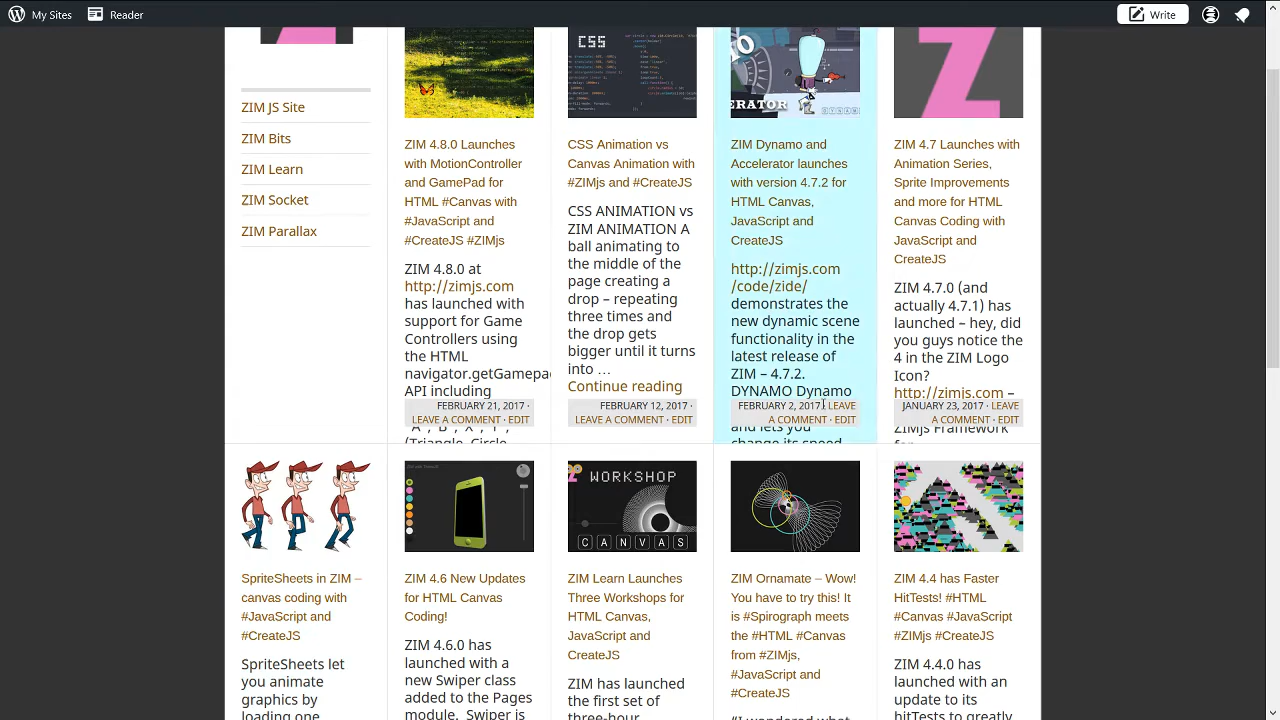 My Sites
Reader
Write
ZIM JS Site
ZIM Bits
ZIM Learn
ZIM Socket
ZIM Parallax
ZIM 4.8.0 Launches
with MotionController
and GamePad for
HTML #Canvas with
#JavaScript and
#CreateJS #ZIMjs
ZIM 4.8.0 at
http://zimjs.com
has launched with
support for Game
Controllers using
the HTML
navigator.getGamepad
API including
FEBRUARY 21, 2017 ·
LEAVE A COMMENT · EDIT
(Triangle, Circle
CSS
CSS Animation vs
Canvas Animation with
#ZIMjs and #CreateJS
CSS ANIMATION vs
ZIM ANIMATION A
ball animating to
the middle of the
page creating a
drop – repeating
three times and
the drop gets
bigger until it turns
into …
Continue reading
FEBRUARY 12, 2017 ·
LEAVE A COMMENT · EDIT
ERATOR
ZIM Dynamo and
Accelerator launches
with version 4.7.2 for
HTML Canvas,
JavaScript and
CreateJS
http://zimjs.com
/code/zide/
demonstrates the
new dynamic scene
functionality in the
latest release of
ZIM – 4.7.2.
DYNAMO Dynamo
FEBRUARY 2, 2017 · LEAVE
A COMMENT · EDIT
and lets you
change its speed
ZIM 4.7 Launches with
Animation Series,
Sprite Improvements
and more for HTML
Canvas Coding with
JavaScript and
CreateJS
ZIM 4.7.0 (and
actually 4.7.1) has
launched – hey, did
you guys notice the
4 in the ZIM Logo
Icon?
http://zimjs.com –
JANUARY 23, 2017 · LEAVE
A COMMENT · EDIT
ZIMjs Framework
for
SpriteSheets in ZIM –
canvas coding with
#JavaScript and
#CreateJS
SpriteSheets let
you animate
graphics by
loading one
ZIM 4.6 New Updates
for HTML Canvas
Coding!
ZIM 4.6.0 has
launched with a
new Swiper class
added to the Pages
module. Swiper is
WORKSHOP
CANVAS
ZIM Learn Launches
Three Workshops for
HTML Canvas,
JavaScript and
CreateJS
ZIM has launched
the first set of
three-hour
ZIM Ornamate – Wow!
You have to try this! It
is #Spirograph meets
the #HTML #Canvas
from #ZIMjs,
#JavaScript and
#CreateJS
"I wondered what
ZIM 4.4 has Faster
HitTests! #HTML
#Canvas #JavaScript
#ZIMjs #CreateJS
ZIM 4.4.0 has
launched with an
update to its
hitTests to greatly